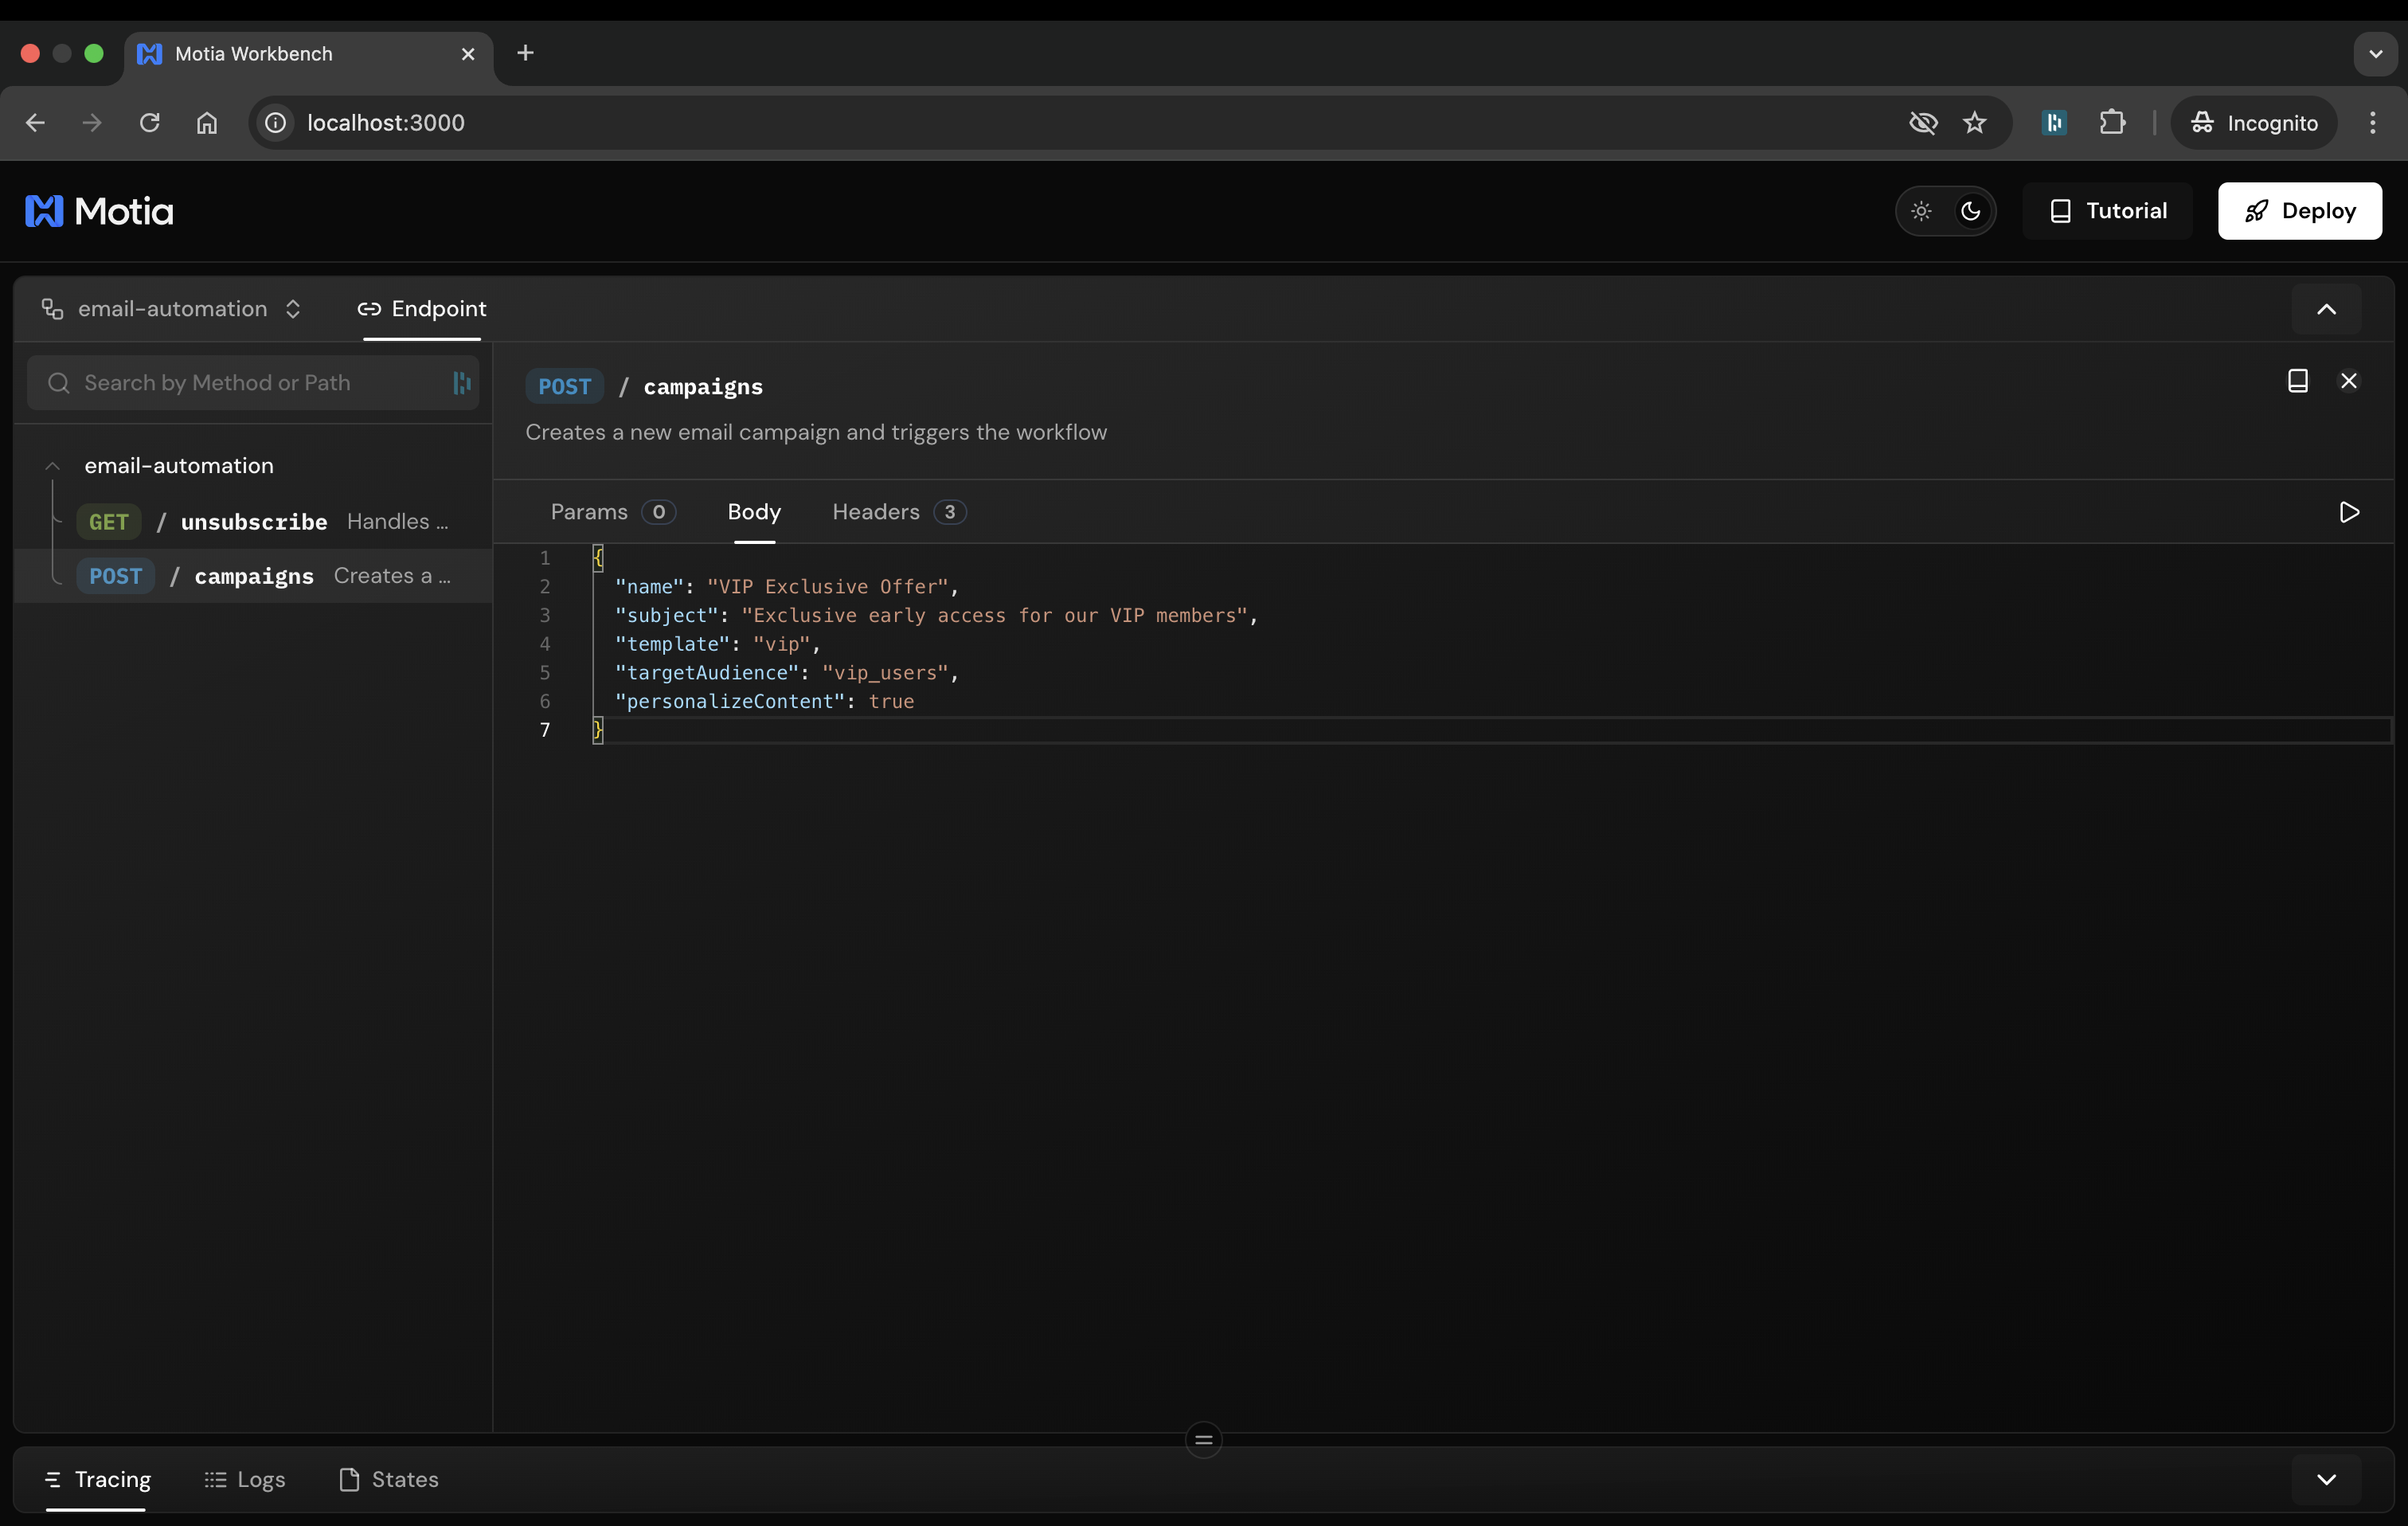 Motia Workbench
localhost:3000
Incognito
Motia
Tutorial
Deploy
email-automation
Endpoint
Search by Method or Path
email-automation
GET / unsubscribe Handles ...
POST / campaigns Creates a ...
POST / campaigns
Creates a new email campaign and triggers the workflow
Params 0
Body
Headers 3
1 {
2 "name": "VIP Exclusive Offer",
3 "subject": "Exclusive early access for our VIP members",
4 "template": "vip",
5 "targetAudience": "vip_users",
6 "personalizeContent": true
7 }
Tracing
Logs
States